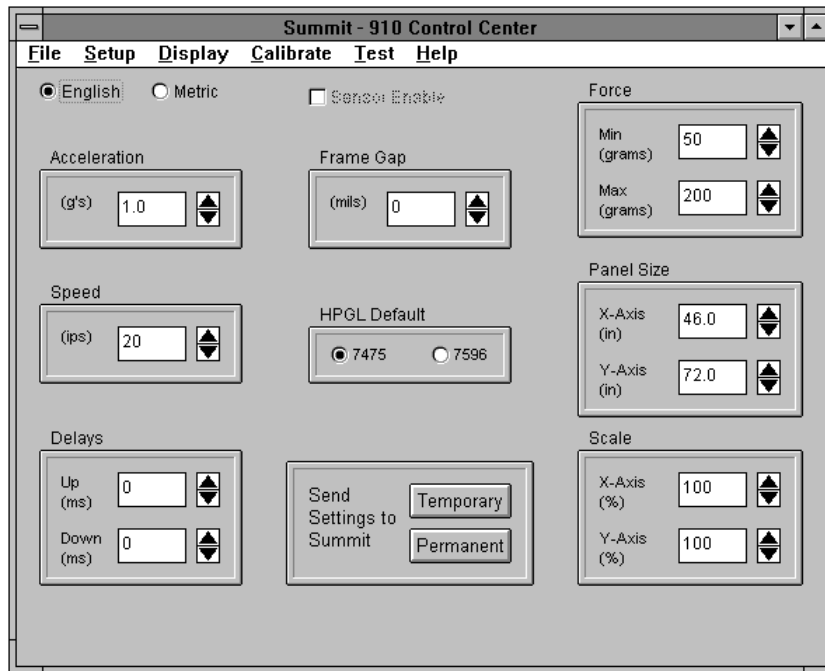 Summit - 910 Control Center
File Setup Display Calibrate Test Help
English Metric
Sensor Enable
Acceleration
(g's) 1.0
Frame Gap
(mils) 0
Force
Min (grams) 50
Max (grams) 200
Speed
(ips) 20
HPGL Default
7475 7596
Panel Size
X-Axis (in) 46.0
Y-Axis (in) 72.0
Delays
Up (ms) 0
Down (ms) 0
Send Settings to Summit
Temporary
Permanent
Scale
X-Axis (%) 100
Y-Axis (%) 100